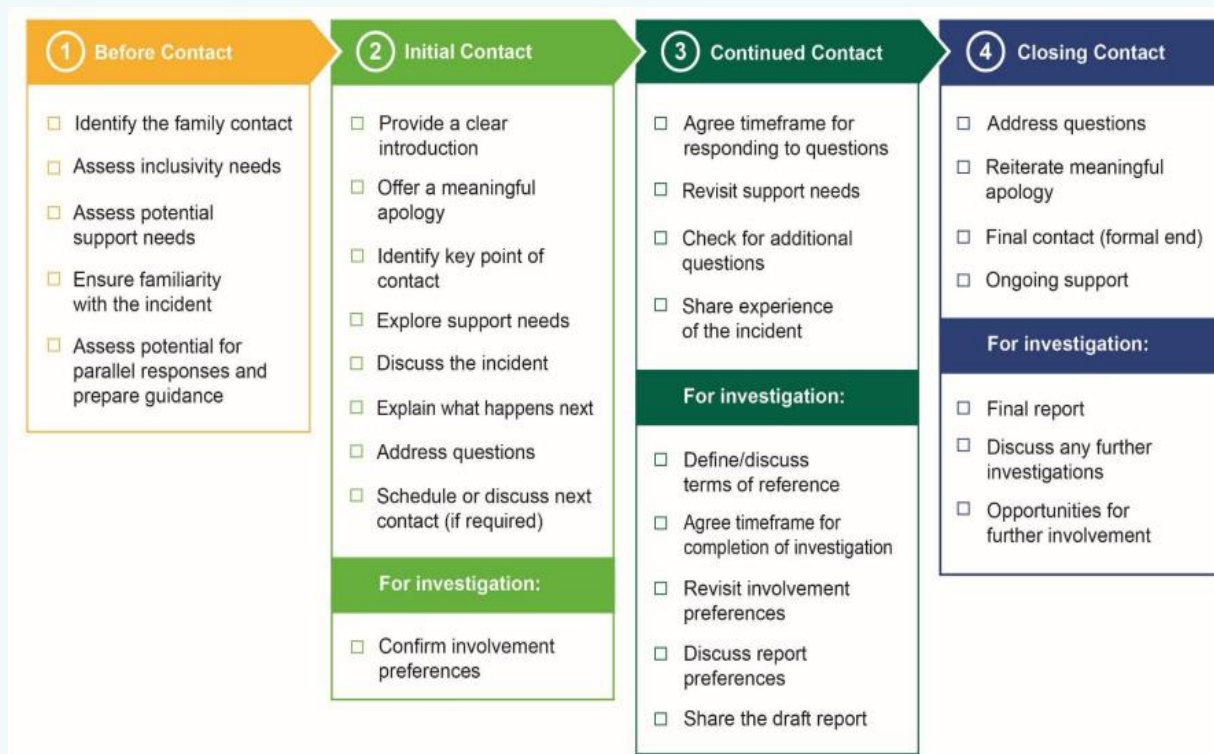 1 Before Contact
Identify the family contact
Assess inclusivity needs
Assess potential
support needs
Ensure familiarity
with the incident
Assess potential for
parallel responses and
prepare guidance
2 Initial Contact
Provide a clear
introduction
Offer a meaningful
apology
Identify key point of
contact
Explore support needs
Discuss the incident
Explain what happens next
Address questions
Schedule or discuss next
contact (if required)
For investigation:
Confirm involvement
preferences
3 Continued Contact
Agree timeframe for
responding to questions
Revisit support needs
Check for additional
questions
Share experience
of the incident
For investigation:
Define/discuss
terms of reference
Agree timeframe for
completion of investigation
Revisit involvement
preferences
Discuss report
preferences
Share the draft report
4 Closing Contact
Address questions
Reiterate meaningful
apology
Final contact (formal end)
Ongoing support
For investigation:
Final report
Discuss any further
investigations
Opportunities for
further involvement